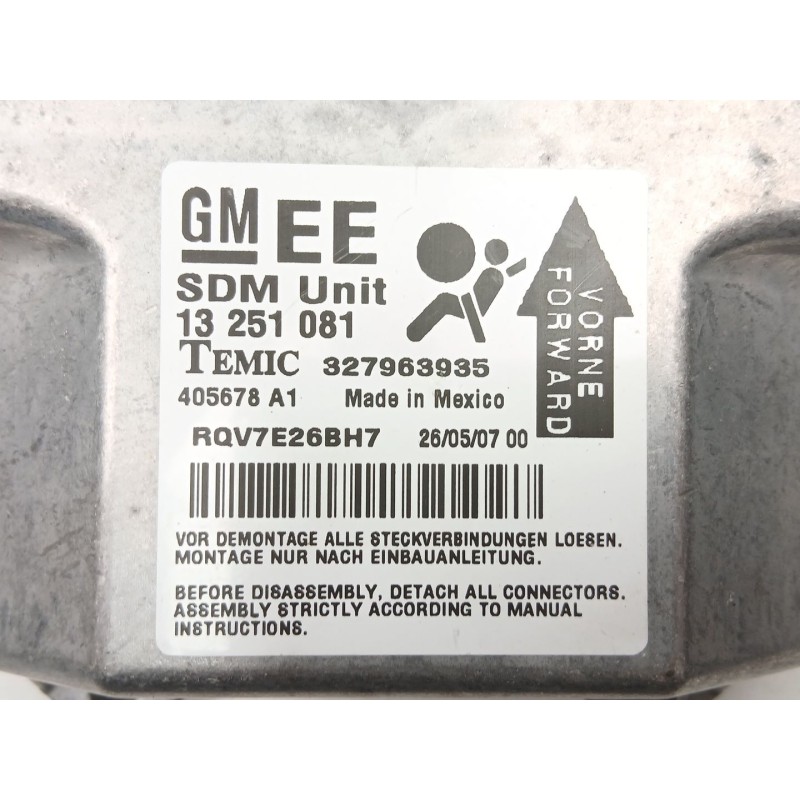 GM EE
SDM Unit
13 251 081
TEMIC 327963935
405678 A1 Made in Mexico
RQV7E26BH7 26/05/07 00
VORNE
FORWARD
VOR DEMONTAGE ALLE STECKVERBINDUNGEN LOESEN.
MONTAGE NUR NACH EINBAUANLEITUNG.
BEFORE DISASSEMBLY, DETACH ALL CONNECTORS.
ASSEMBLY STRICTLY ACCORDING TO MANUAL
INSTRUCTIONS.